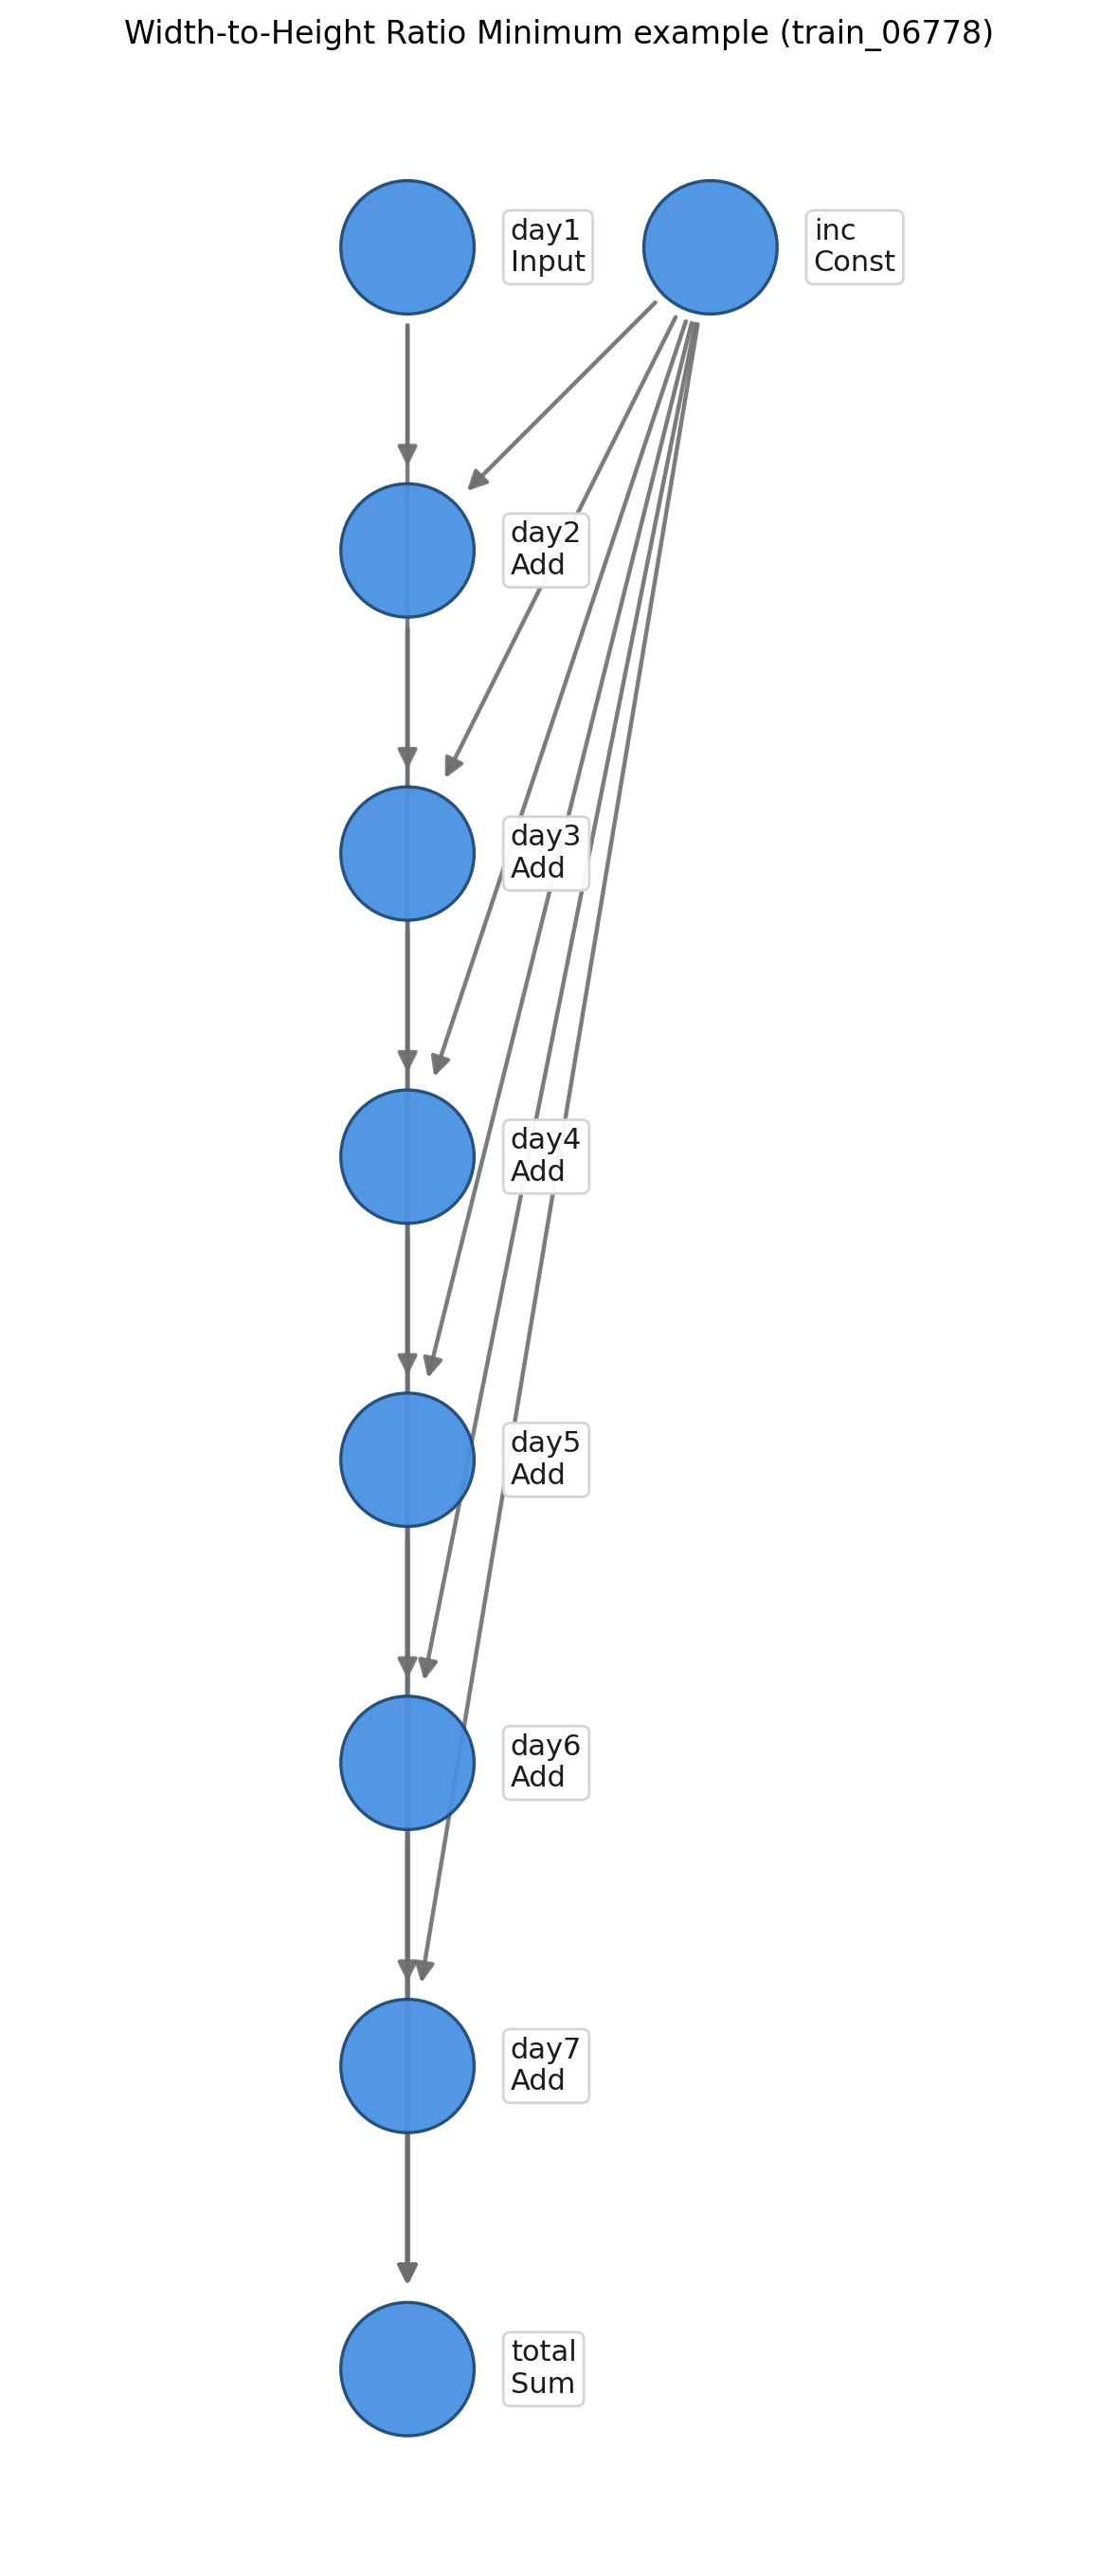 Width-to-Height Ratio Minimum example (train_06778)
day1
Input
inc
Const
day2
Add
day3
Add
day4
Add
day5
Add
day6
Add
day7
Add
total
Sum